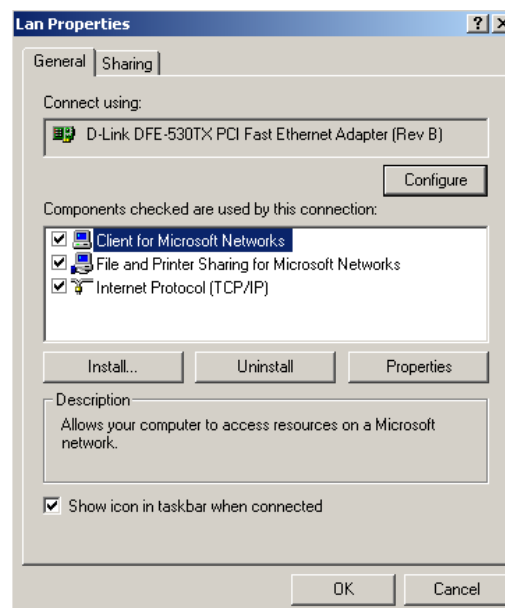 Lan Properties
General
Sharing
Connect using:
D-Link DFE-530TX PCI Fast Ethernet Adapter (Rev B)
Configure
Components checked are used by this connection:
Client for Microsoft Networks
File and Printer Sharing for Microsoft Networks
Internet Protocol (TCP/IP)
Install...
Uninstall
Properties
Description
Allows your computer to access resources on a Microsoft
network.
Show icon in taskbar when connected
OK
Cancel